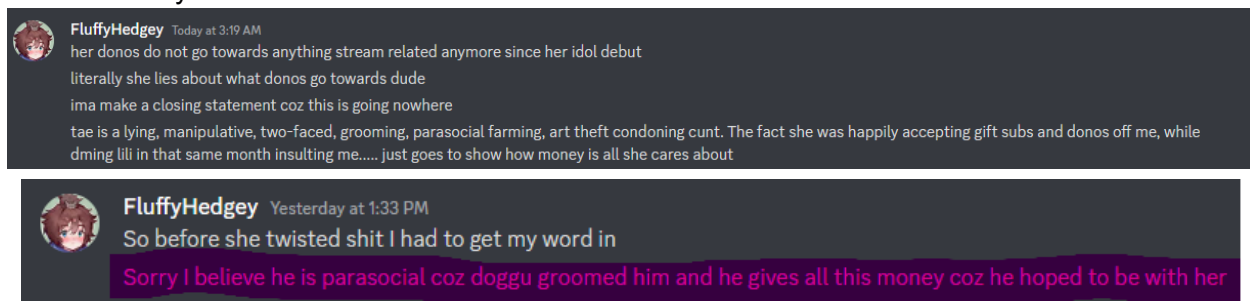 FluffyHedgey Today at 3:19 AM
her donos do not go towards anything stream related anymore since her idol debut
literally she lies about what donos go towards dude
ima make a closing statement coz this is going nowhere
tae is a lying, manipulative, two-faced, grooming, parasocial farming, art theft condoning cunt. The fact she was happily accepting gift subs and donos off me, while
dming lili in that same month insulting me..... just goes to show how money is all she cares about
FluffyHedgey Yesterday at 1:33 PM
So before she twisted shit I had to get my word in
Sorry I believe he is parasocial coz doggu groomed him and he gives all this money coz he hoped to be with her